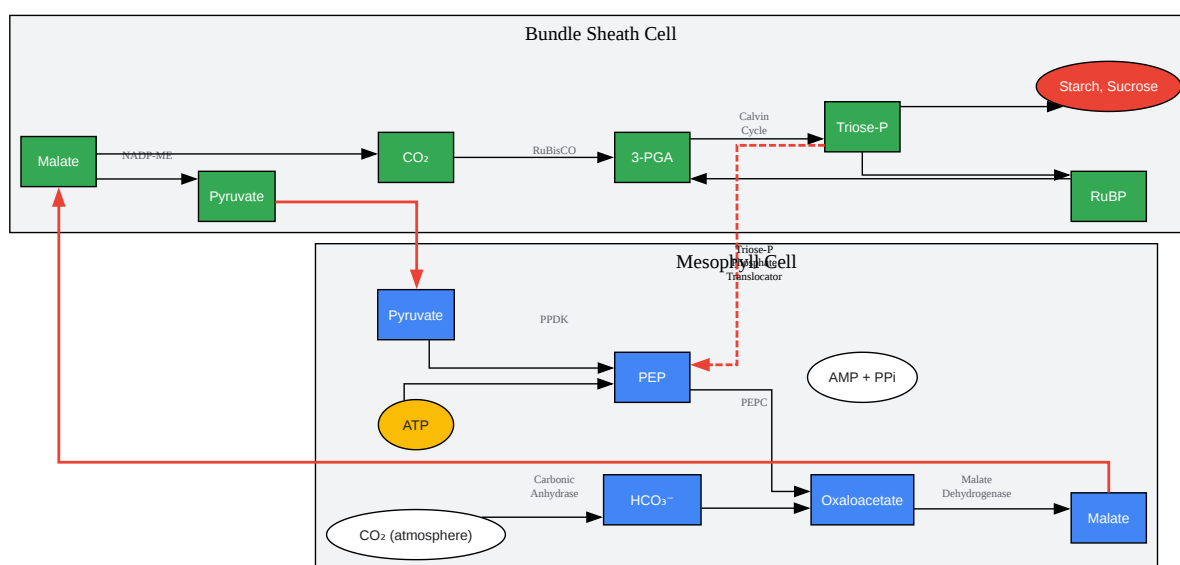 Bundle Sheath Cell
Starch, Sucrose
Calvin
Cycle
Triose-P
Malate
NADP-ME
CO₂
RuBisCO
3-PGA
Pyruvate
RuBP
Triose-P
Phosphate
Translocator
Mesophyll Cell
Pyruvate
PPDK
PEP
AMP + PPi
PEPC
ATP
Carbonic
Anhydrase
HCO₃⁻
Oxaloacetate
Malate
Dehydrogenase
Malate
CO₂ (atmosphere)